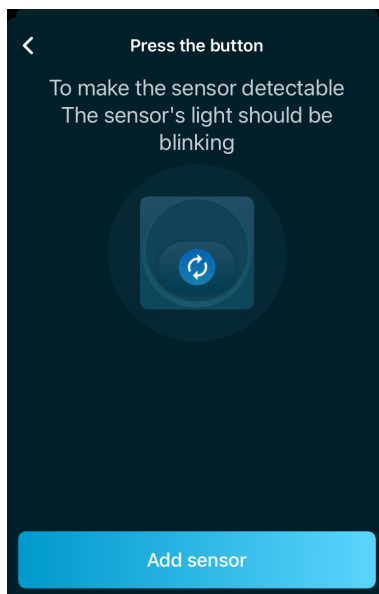 Press the button
To make the sensor detectable
The sensor's light should be
blinking
Add sensor